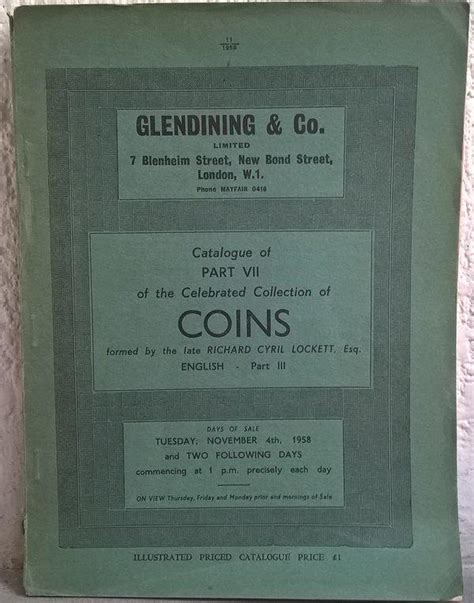 11
1958
GLENDINING & Co.
LIMITED
7 Blenheim Street, New Bond Street,
London, W.1.
Phone MAYFAIR 0416
Catalogue of
PART VII
of the Celebrated Collection of
COINS
formed by the late RICHARD CYRIL LOCKETT, Esq.
ENGLISH - Part III
DAYS OF SALE
TUESDAY, NOVEMBER 4th, 1958
and TWO FOLLOWING DAYS
commencing at 1 p.m. precisely each day
ON VIEW Thursday, Friday and Monday prior and mornings of Sale
ILLUSTRATED PRICED CATALOGUE PRICE £1